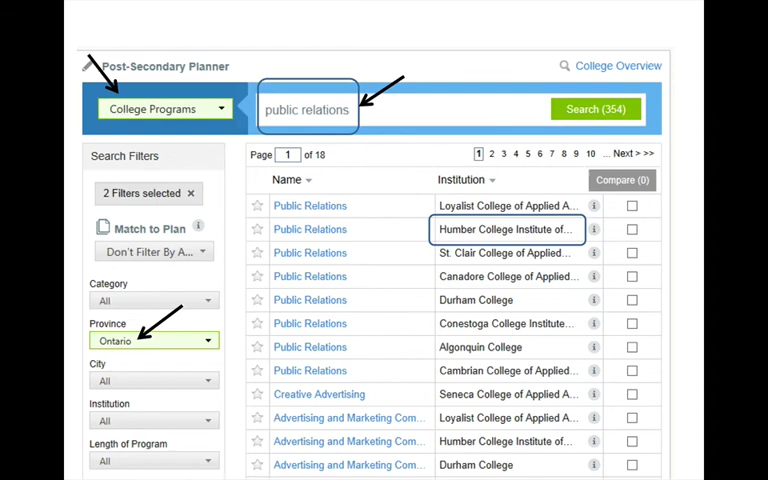 Post-Secondary Planner
College Overview
College Programs
public relations
Search (354)
Search Filters
Page 1 of 18
1 2 3 4 5 6 7 8 9 10 ... Next > >>
Name
Institution
Compare (0)
2 Filters selected ×
Match to Plan i
Don't Filter By A...
Category
All
Province
Ontario
City
All
Institution
All
Length of Program
All
Public Relations Loyalist College of Applied A... i
Public Relations Humber College Institute of... i
Public Relations St. Clair College of Applied... i
Public Relations Canadore College of Applied ... i
Public Relations Durham College i
Public Relations Conestoga College Institute... i
Public Relations Algonquin College i
Public Relations Cambrian College of Applied ... i
Creative Advertising Seneca College of Applied A... i
Advertising and Marketing Com... Loyalist College of Applied A... i
Advertising and Marketing Com... Humber College Institute of... i
Advertising and Marketing Com... Durham College i